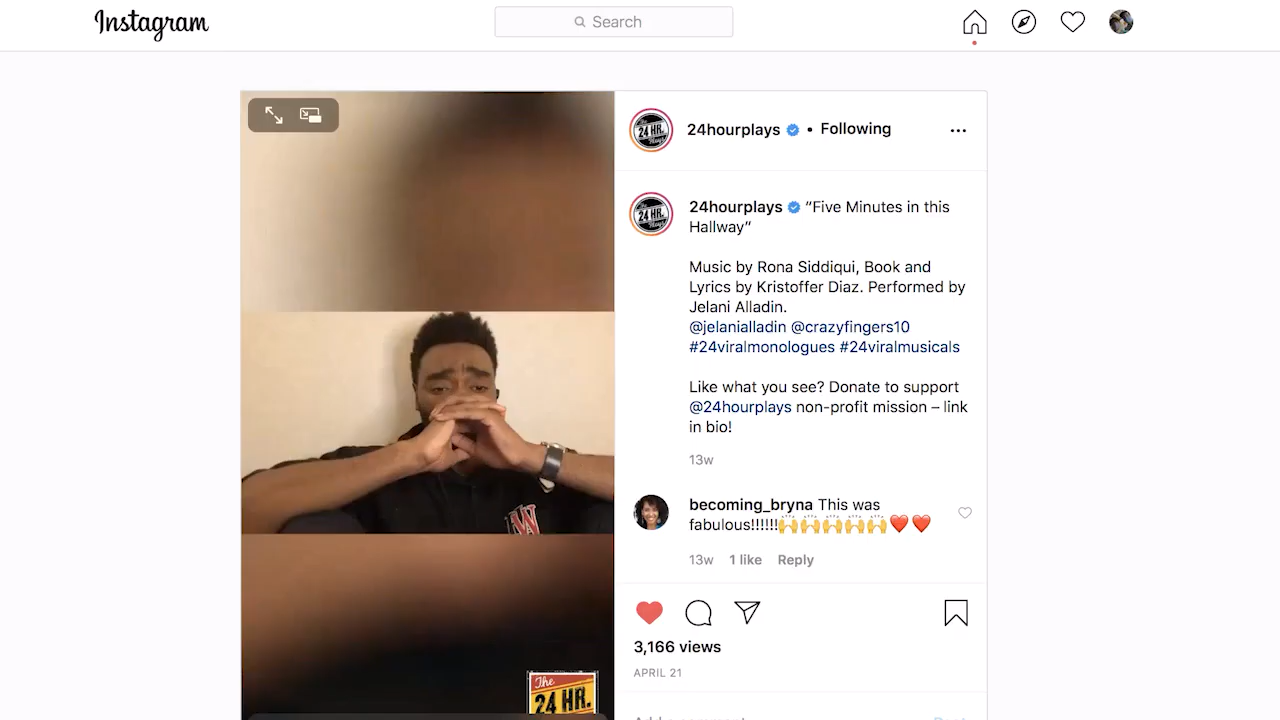 Instagram
Search
24hourplays • Following
24hourplays “Five Minutes in this
Hallway”
Music by Rona Siddiqui, Book and
Lyrics by Kristoffer Diaz. Performed by
Jelani Alladin.
@jelanialladin @crazyfingers10
#24viralmonologues #24viralmusicals
Like what you see? Donate to support
@24hourplays non-profit mission – link
in bio!
13w
becoming_bryna This was
fabulous!!!!!!🙌🙌🙌🙌🙌❤️❤️
13w 1 like Reply
3,166 views
APRIL 21
The
24 HR.
W